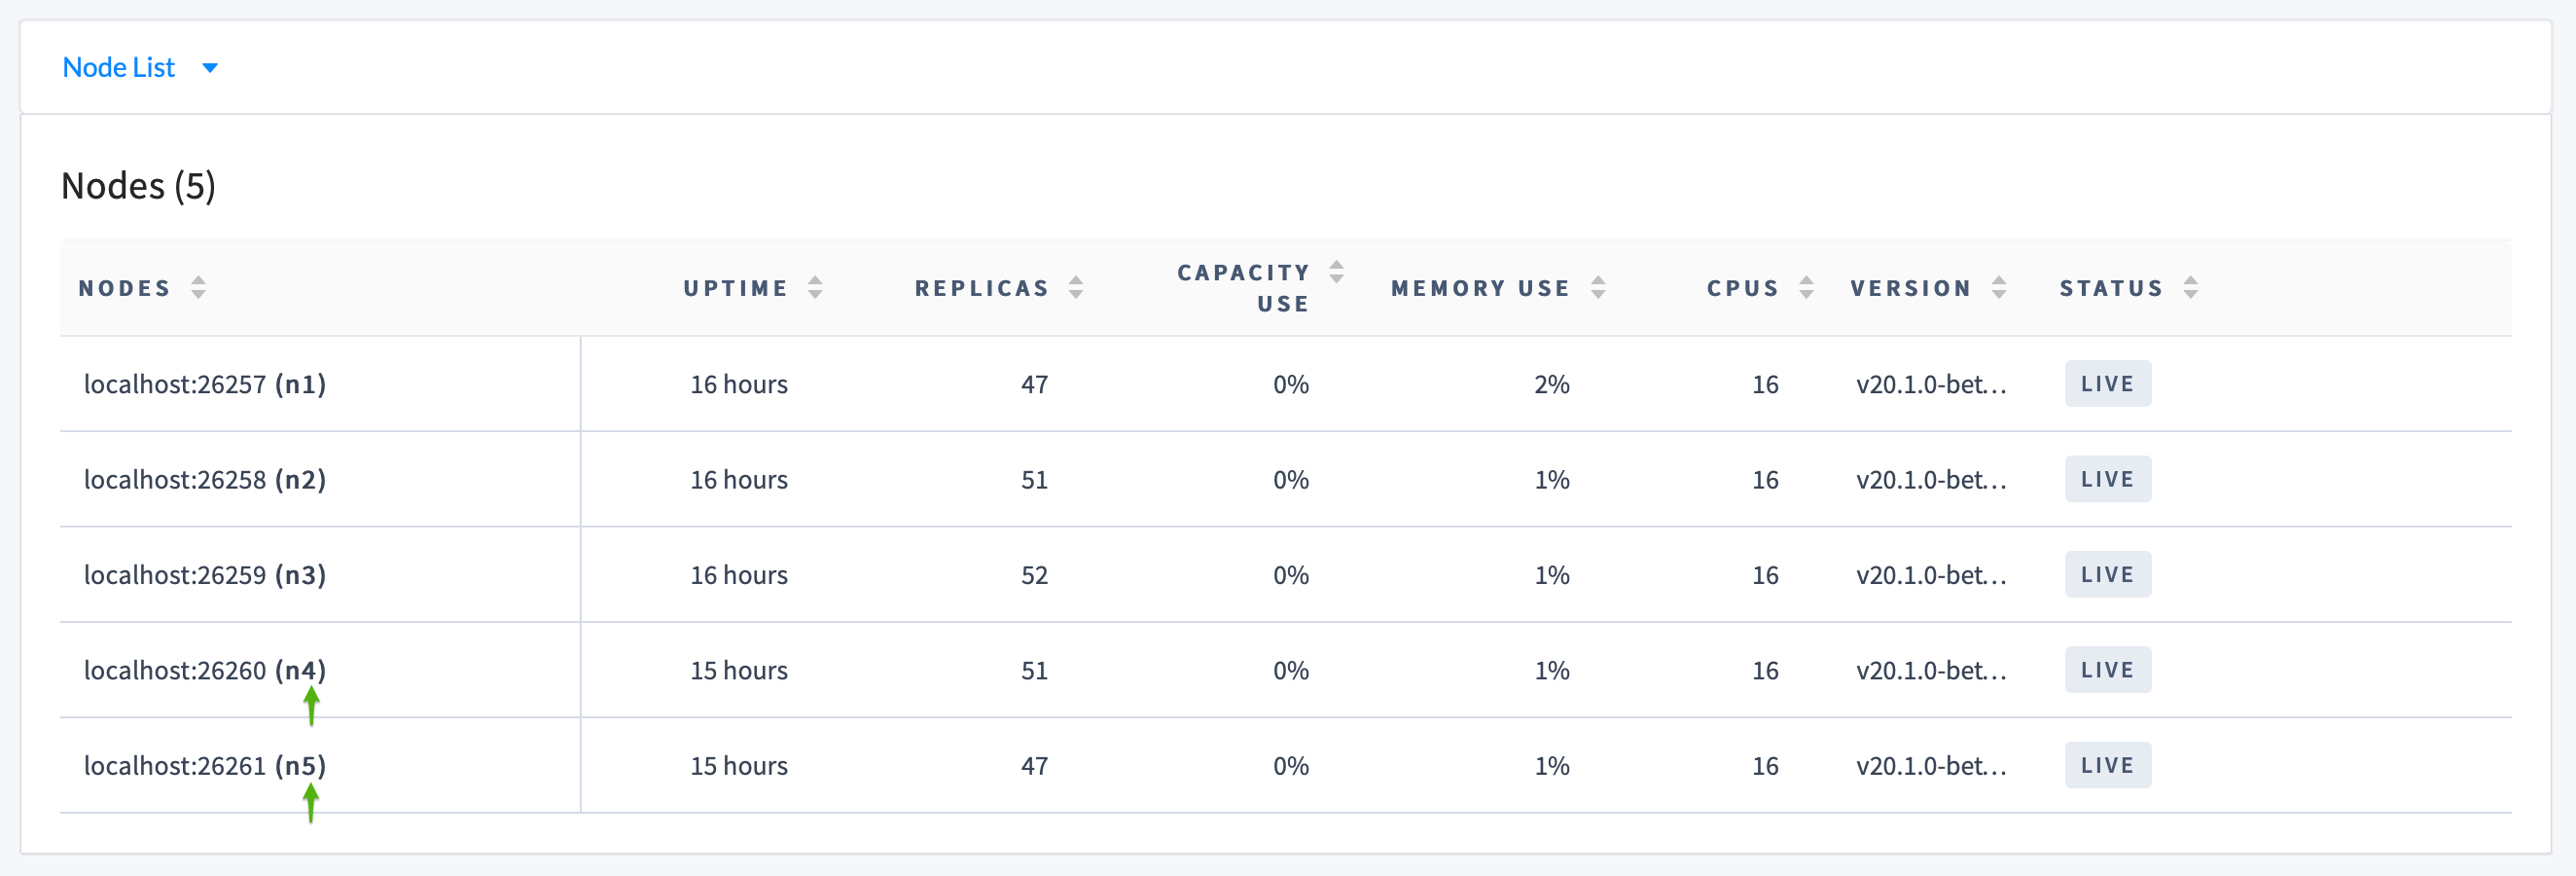 Node List
Nodes (5)
NODES UPTIME REPLICAS CAPACITY USE MEMORY USE CPUS VERSION STATUS
localhost:26257 (n1) 16 hours 47 0% 2% 16 v20.1.0-bet... LIVE
localhost:26258 (n2) 16 hours 51 0% 1% 16 v20.1.0-bet... LIVE
localhost:26259 (n3) 16 hours 52 0% 1% 16 v20.1.0-bet... LIVE
localhost:26260 (n4) 15 hours 51 0% 1% 16 v20.1.0-bet... LIVE
localhost:26261 (n5) 15 hours 47 0% 1% 16 v20.1.0-bet... LIVE